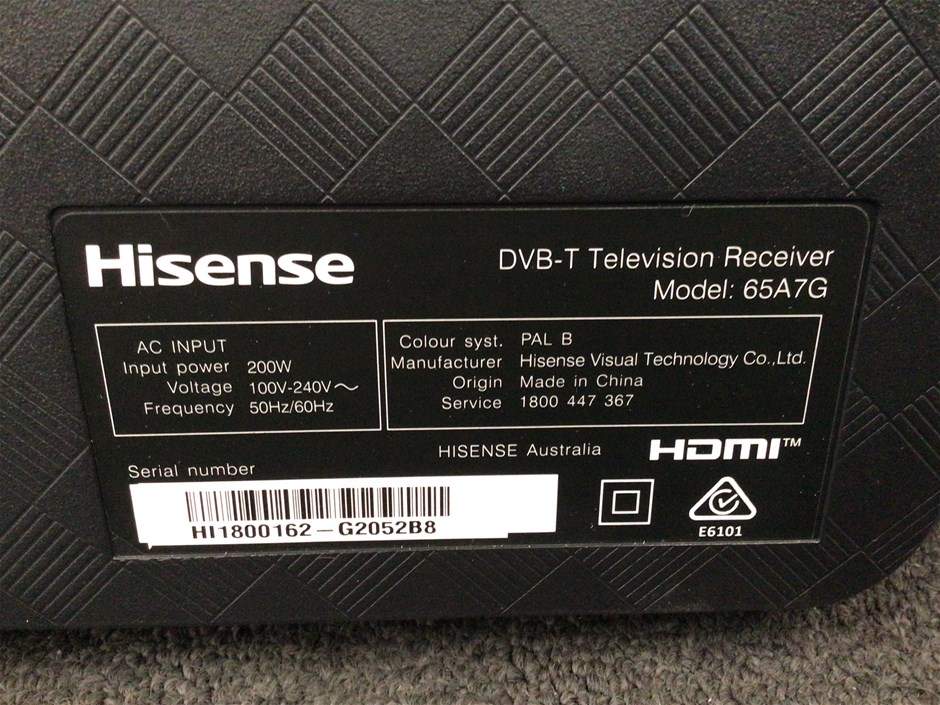 Hisense
DVB-T Television Receiver
Model: 65A7G
AC INPUT
Input power 200W
Voltage 100V-240V～
Frequency 50Hz/60Hz
Colour syst. PAL B
Manufacturer Hisense Visual Technology Co.,Ltd.
Origin Made in China
Service 1800 447 367
HISENSE Australia
HDMI™
Serial number
HI1800162-G2052B8
E6101